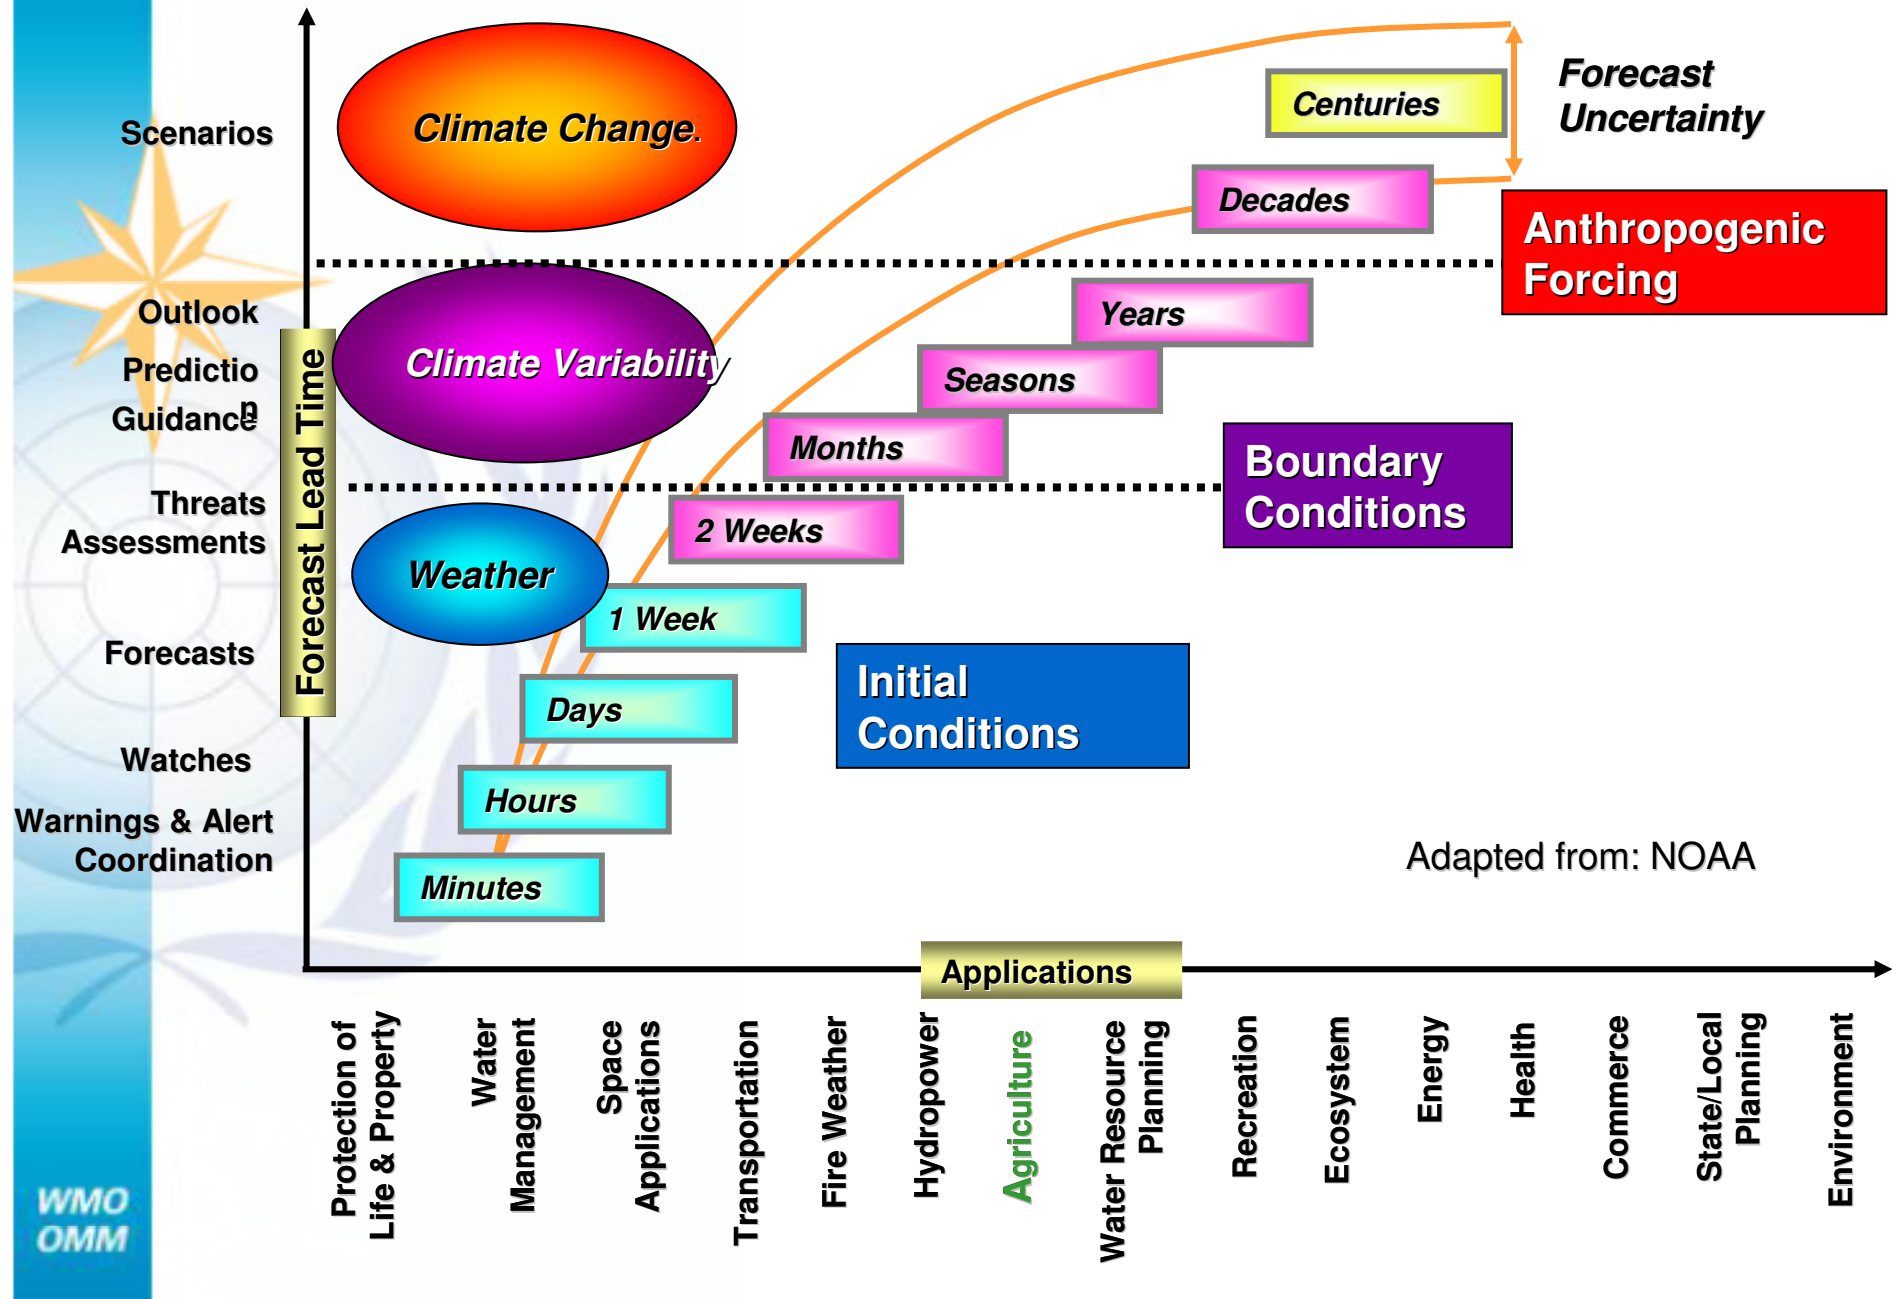 Scenarios
Climate Change.
Centuries
Forecast
Uncertainty
Decades
Anthropogenic
Forcing
Outlook
Predictio
n
Guidance
Forecast Lead Time
Climate Variability
Years
Seasons
Months
Boundary
Conditions
Threats
Assessments
2 Weeks
Weather
1 Week
Forecasts
Days
Initial
Conditions
Watches
Hours
Warnings & Alert
Coordination
Minutes
Adapted from: NOAA
Applications
Protection of
Life & Property
Water
Management
Space
Applications
Transportation
Fire Weather
Hydropower
Agriculture
Water Resource
Planning
Recreation
Ecosystem
Energy
Health
Commerce
State/Local
Planning
Environment
WMO
OMM